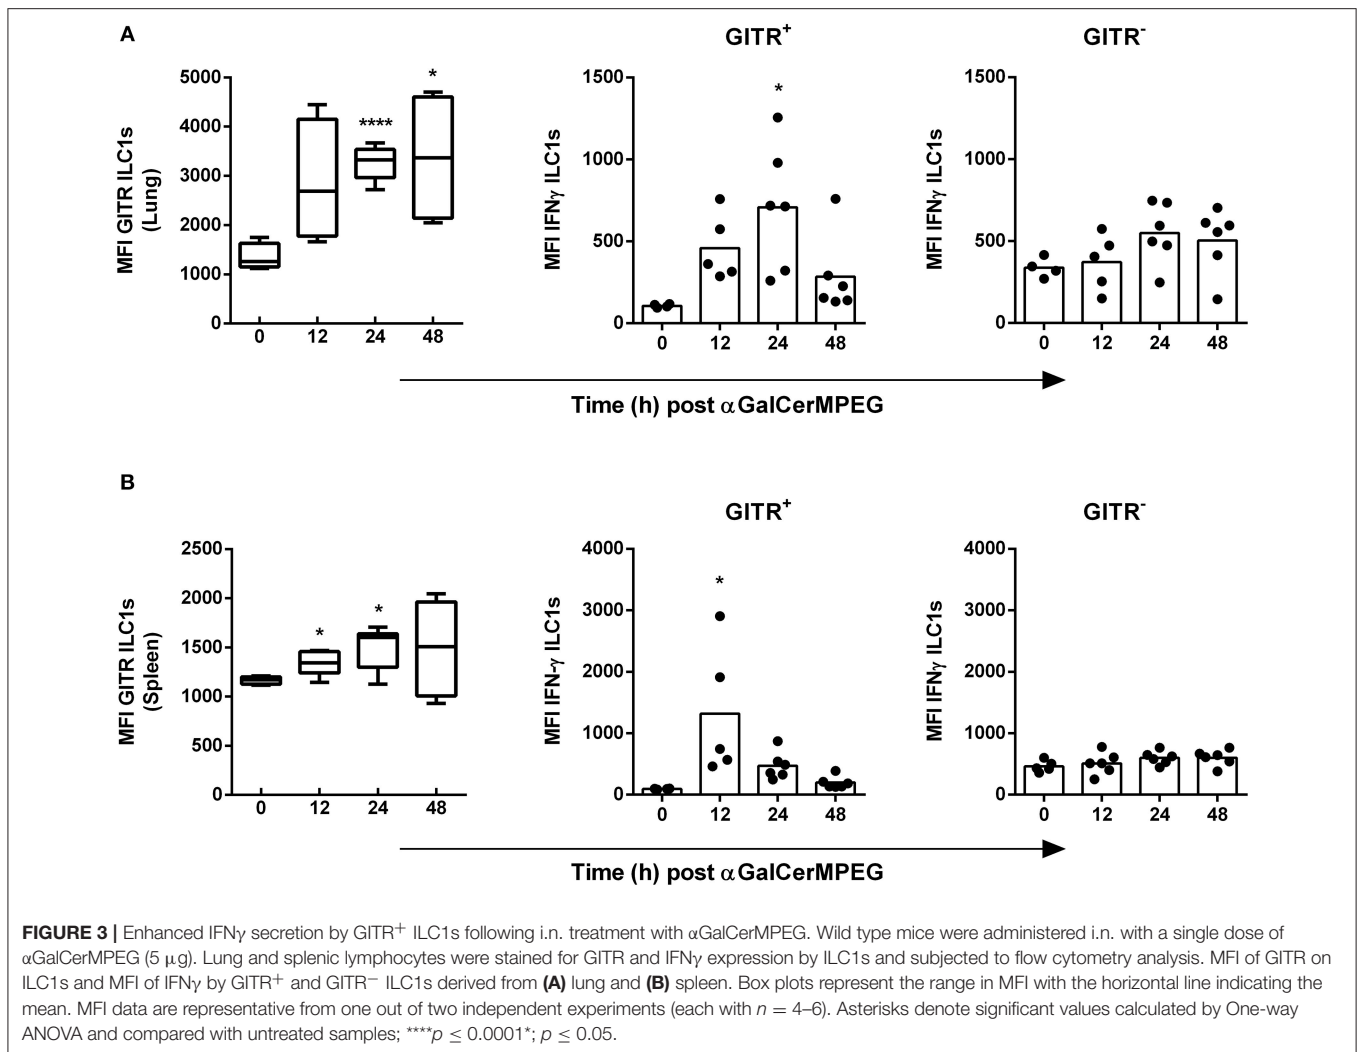 A
GITR+
GITR-
MFI GITR ILC1s
(Lung)
5000
4000
3000
2000
1000
0
*
****
0 12 24 48
MFI IFNγ ILC1s
1500
1000
500
0
*
0 12 24 48
MFI IFNγ ILC1s
1500
1000
500
0
0 12 24 48
Time (h) post αGalCerMPEG
B
GITR+
GITR-
MFI GITR ILC1s
(Spleen)
2500
2000
1500
1000
500
0
* *
0 12 24 48
MFI IFN-γ ILC1s
4000
3000
2000
1000
0
*
0 12 24 48
MFI IFNγ ILC1s
4000
3000
2000
1000
0
0 12 24 48
Time (h) post αGalCerMPEG
FIGURE 3 | Enhanced IFNγ secretion by GITR+ ILC1s following i.n. treatment with αGalCerMPEG. Wild type mice were administered i.n. with a single dose of
αGalCerMPEG (5 μg). Lung and splenic lymphocytes were stained for GITR and IFNγ expression by ILC1s and subjected to flow cytometry analysis. MFI of GITR on
ILC1s and MFI of IFNγ by GITR+ and GITR− ILC1s derived from (A) lung and (B) spleen. Box plots represent the range in MFI with the horizontal line indicating the
mean. MFI data are representative from one out of two independent experiments (each with n = 4–6). Asterisks denote significant values calculated by One-way
ANOVA and compared with untreated samples; ****p ≤ 0.0001*; p ≤ 0.05.